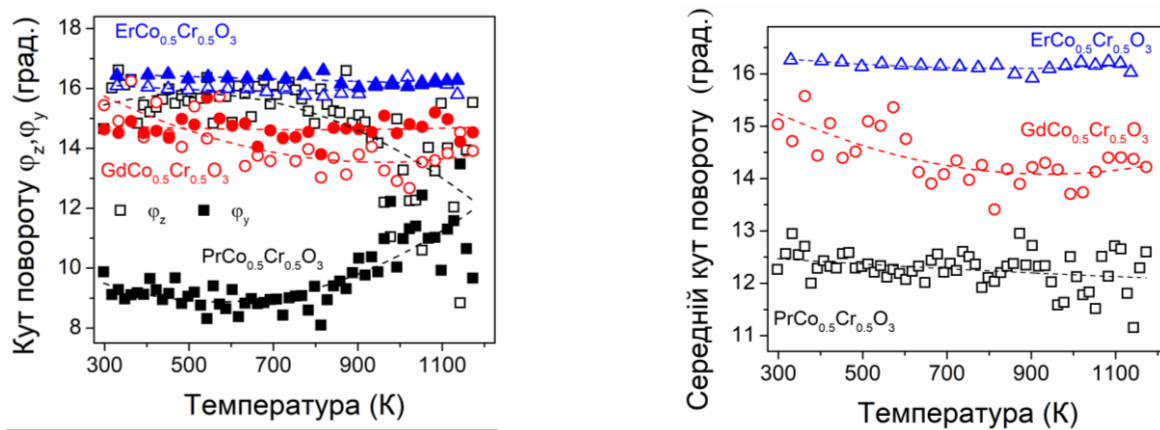 ErCo₀.₅Cr₀.₅O₃
18
16
14
12
10
8
GdCo₀.₅Cr₀.₅O₃
φz
φy
PrCo₀.₅Cr₀.₅O₃
300 500 700 900 1100
Температура (К)
Кут повороту φz,φy (град.)
ErCo₀.₅Cr₀.₅O₃
16
15
14
13
12
11
GdCo₀.₅Cr₀.₅O₃
PrCo₀.₅Cr₀.₅O₃
300 500 700 900 1100
Температура (К)
Середній кут повороту (град.)